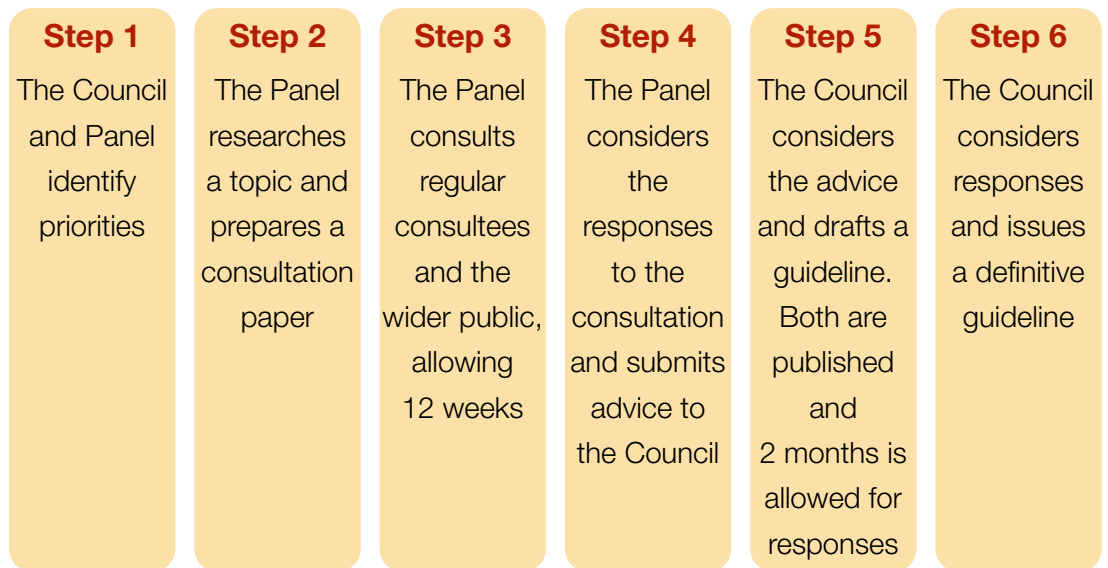 Step 1
The Council
and Panel
identify
priorities
Step 2
The Panel
researches
a topic and
prepares a
consultation
paper
Step 3
The Panel
consults
regular
consultees
and the
wider public,
allowing
12 weeks
Step 4
The Panel
considers
the
responses
to the
consultation
and submits
advice to
the Council
Step 5
The Council
considers
the advice
and drafts a
guideline.
Both are
published
and
2 months is
allowed for
responses
Step 6
The Council
considers
responses
and issues
a definitive
guideline